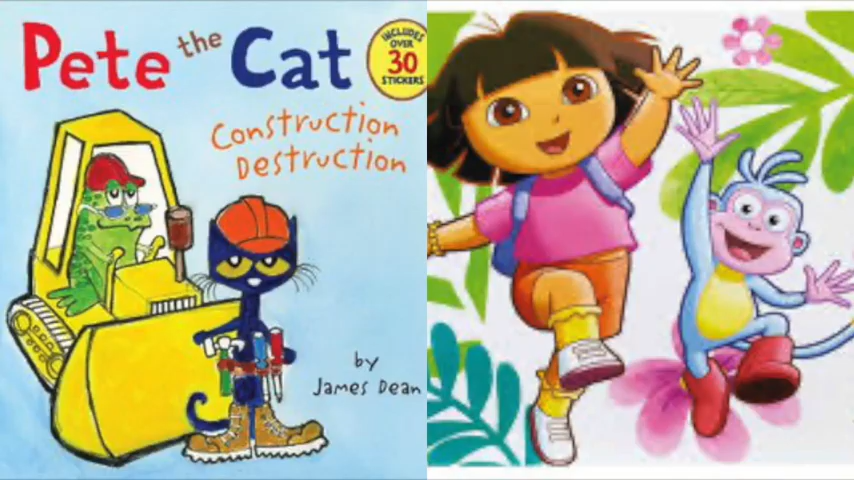 Pete the Cat
INCLUDES
OVER
30
STICKERS
Construction
Destruction
by
James Dean